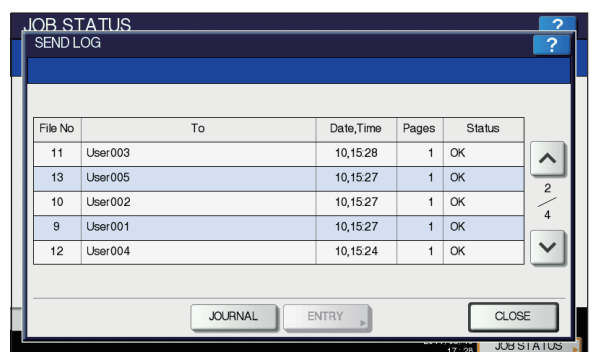 JOB STATUS ?
SEND LOG ?
File No To Date,Time Pages Status
11 User003 10,15:28 1 OK
13 User005 10,15:27 1 OK
10 User002 10,15:27 1 OK
9 User001 10,15:27 1 OK
12 User004 10,15:24 1 OK
2
4
JOURNAL ENTRY CLOSE
17:28 JOB STATUS